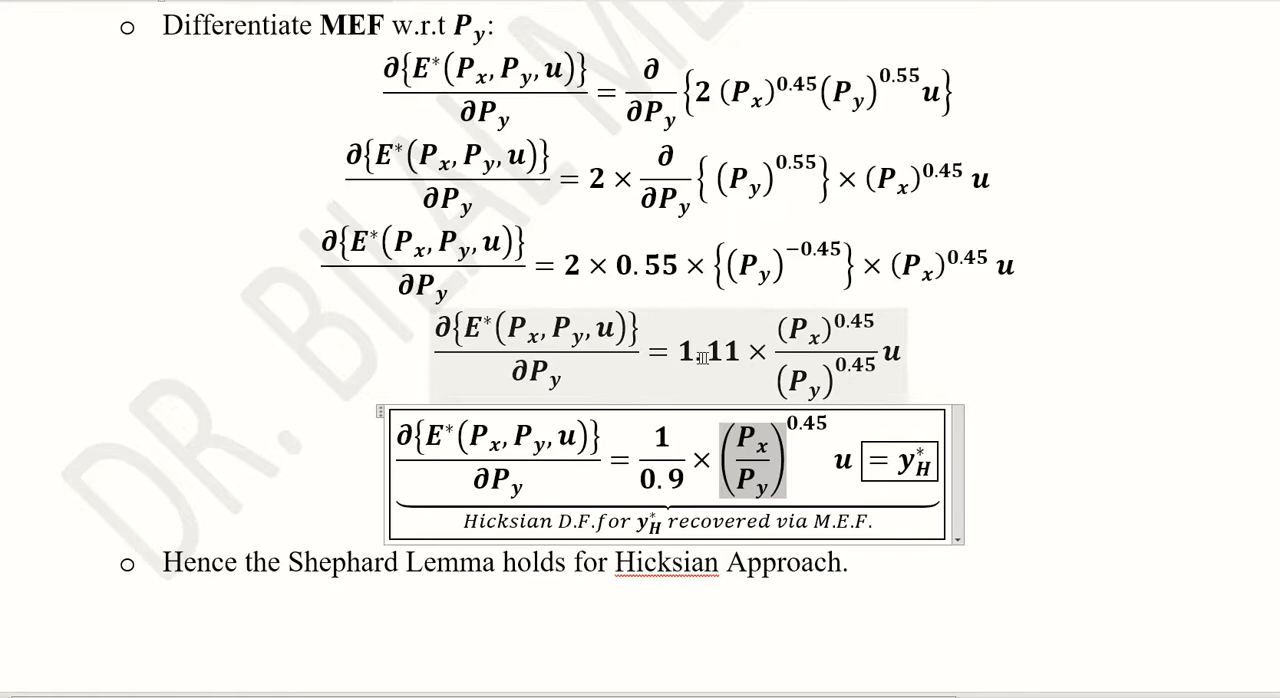 o Differentiate MEF w.r.t P_y:
∂{E*(P_x, P_y, u)} / ∂P_y = ∂ / ∂P_y {2 (P_x)^0.45 (P_y)^0.55 u}
∂{E*(P_x, P_y, u)} / ∂P_y = 2 × ∂ / ∂P_y { (P_y)^0.55 } × (P_x)^0.45 u
∂{E*(P_x, P_y, u)} / ∂P_y = 2 × 0.55 × {(P_y)^−0.45} × (P_x)^0.45 u
∂{E*(P_x, P_y, u)} / ∂P_y = 1.11 × (P_x)^0.45 / (P_y)^0.45 u
∂{E*(P_x, P_y, u)} / ∂P_y = 1 / 0.9 × (P_x / P_y)^0.45 u = y*_H
Hicksian D.F.for y*_H recovered via M.E.F.
o Hence the Shephard Lemma holds for Hicksian Approach.
DR. BILAL ME